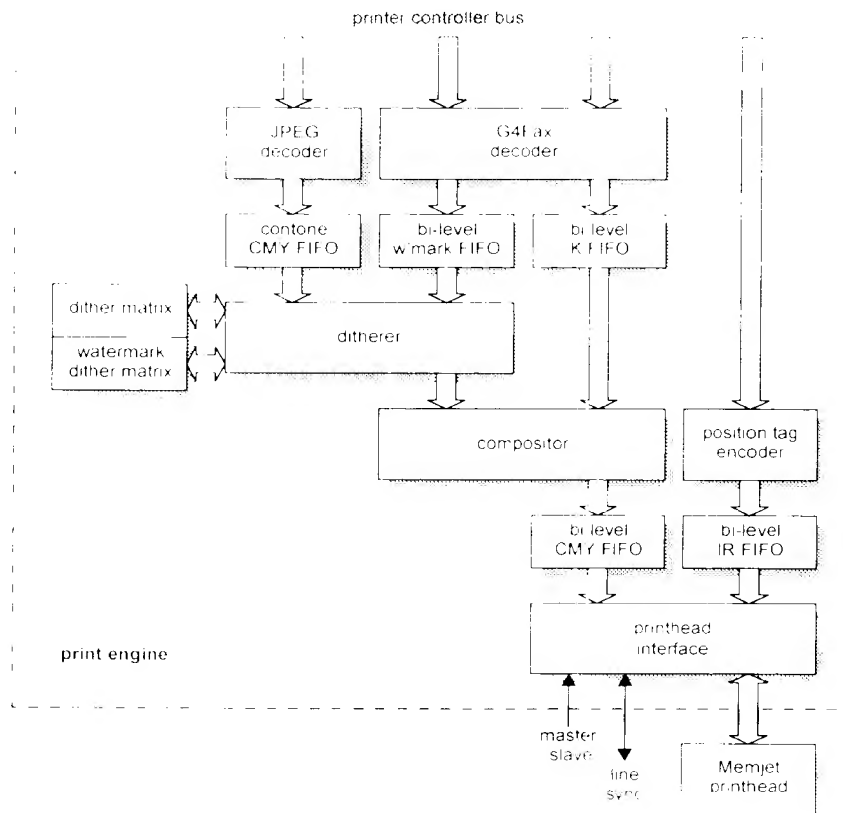 printer controller bus
JPEG
decoder
G4Fax
decoder
contone
CMY FIFO
bi-level
w'mark FIFO
bi level
K FIFO
dither matrix
watermark
dither matrix
ditherer
compositor
position tag
encoder
bi level
CMY FIFO
bi-level
IR FIFO
printhead
interface
print engine
master
slave
line
sync
Memjet
printhead